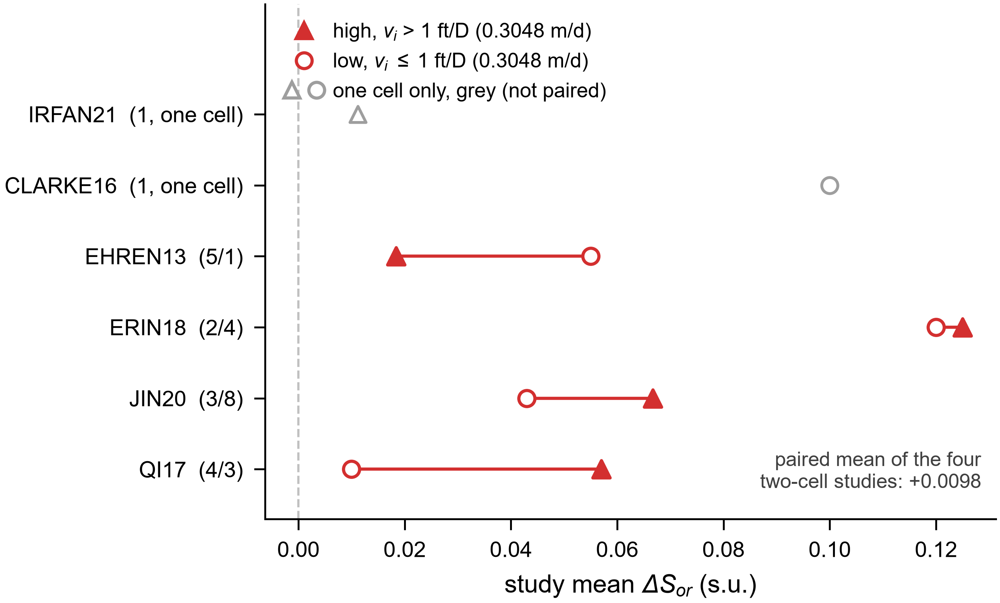 high, vᵢ > 1 ft/D (0.3048 m/d)
low, vᵢ ≤ 1 ft/D (0.3048 m/d)
one cell only, grey (not paired)
IRFAN21 (1, one cell)
CLARKE16 (1, one cell)
EHREN13 (5/1)
ERIN18 (2/4)
JIN20 (3/8)
QI17 (4/3)
paired mean of the four
two-cell studies: +0.0098
0.00 0.02 0.04 0.06 0.08 0.10 0.12
study mean ΔSor (s.u.)